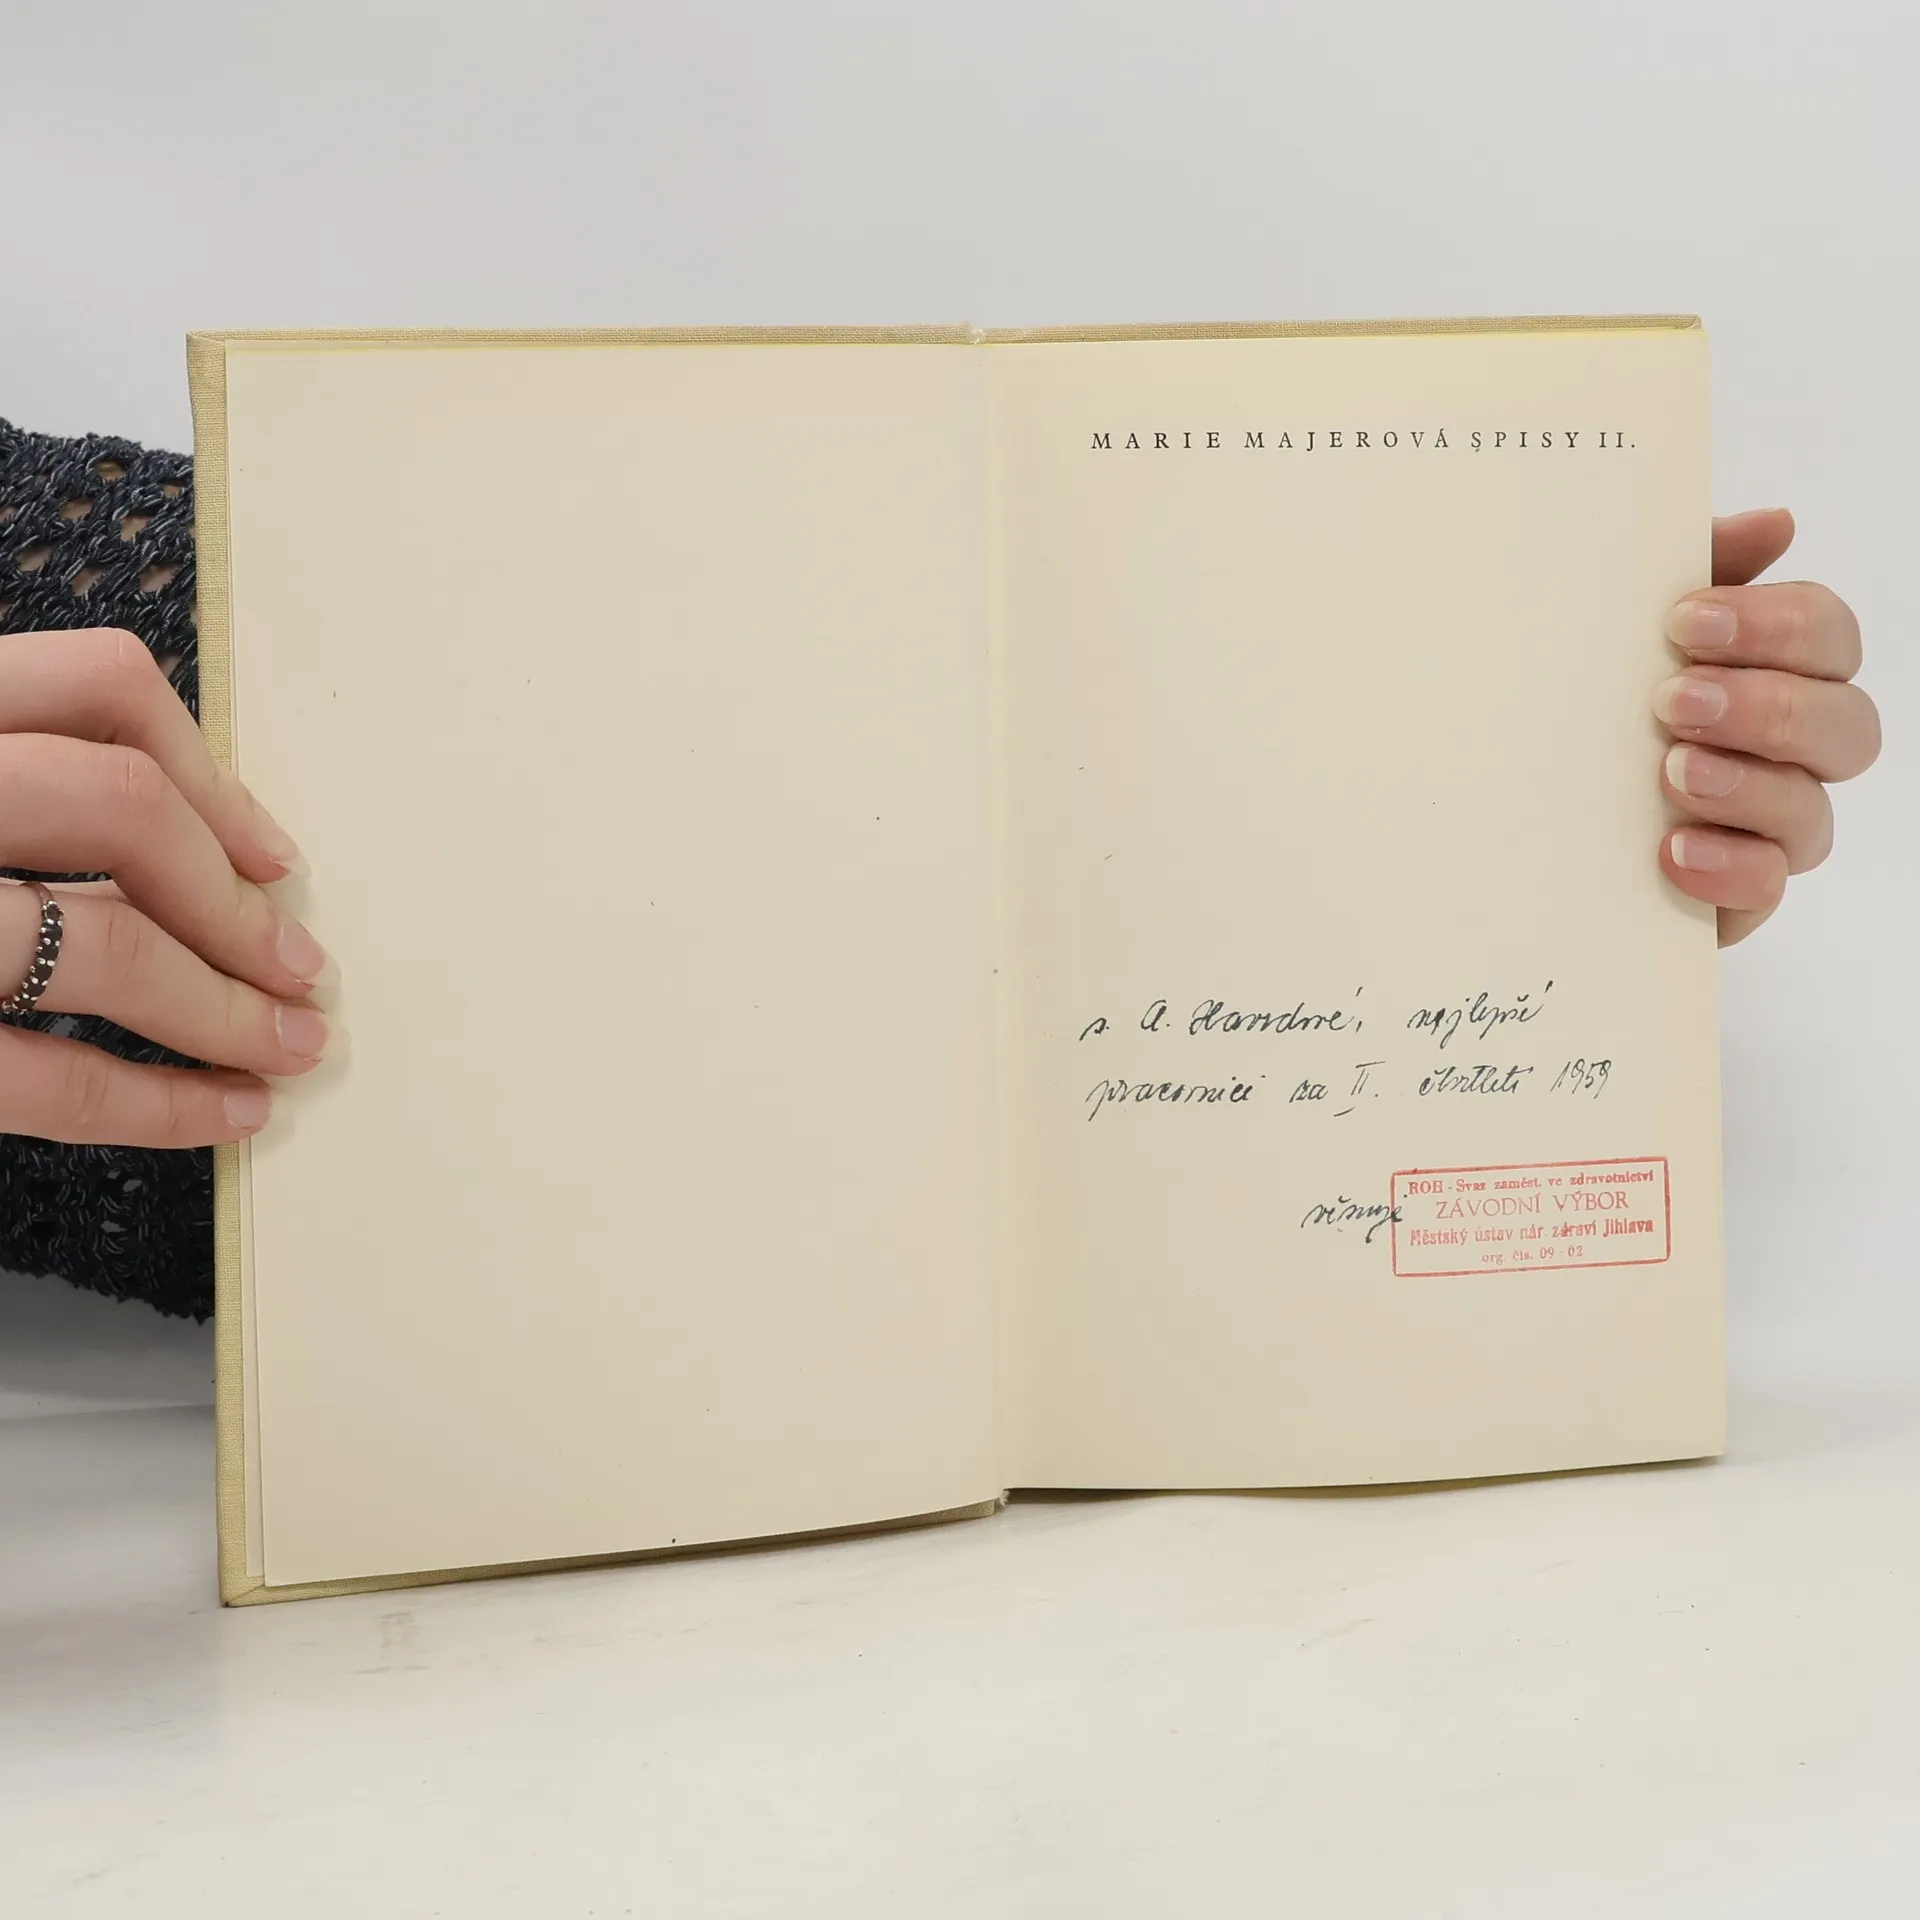 MARIE MAJEROVÁ SPISY II.
s. A. nejlepší
pracovnici za II. čtvrtletí 1959
věnuje
ROH - Svaz zaměst. ve zdravotnictví
ZÁVODNÍ VÝBOR
Městský ústav nár. zdraví Jihlava
org. čís. 09 - 02